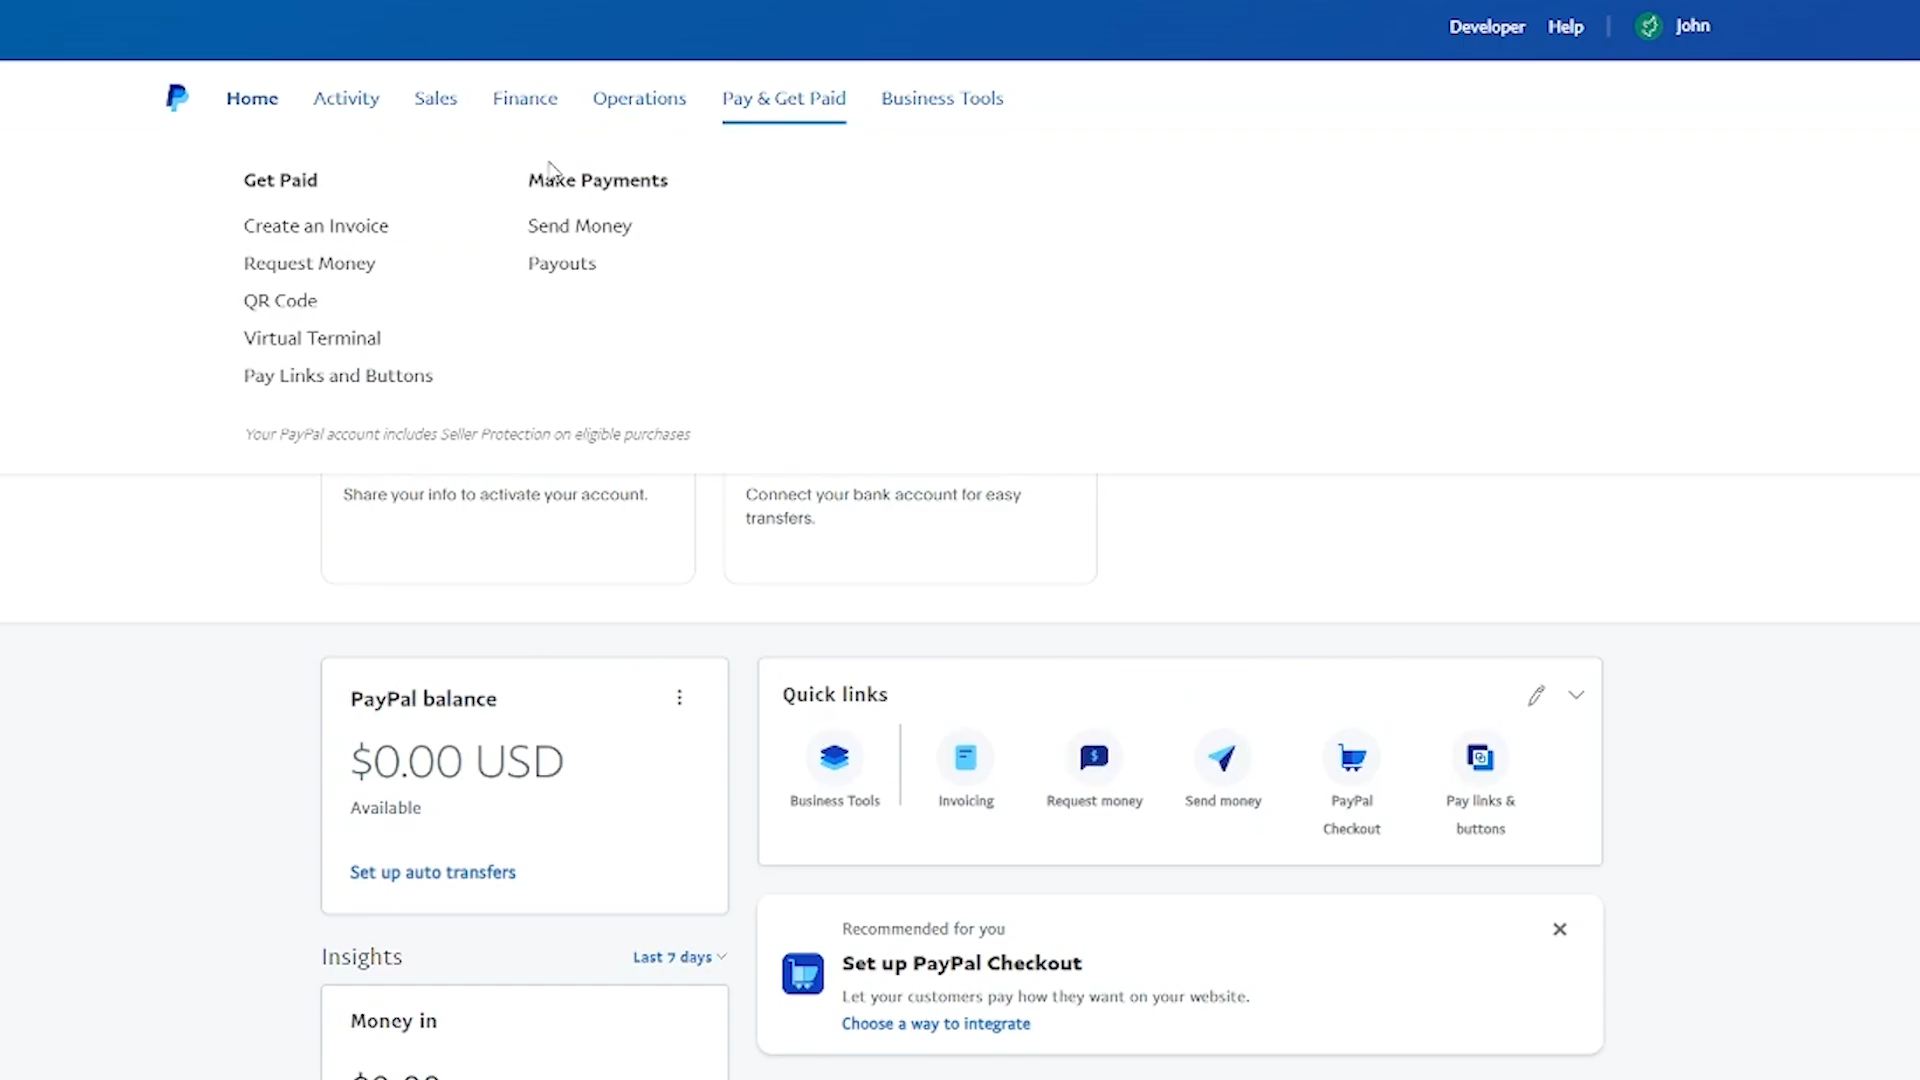 Developer Help John
Home Activity Sales Finance Operations Pay & Get Paid Business Tools
Get Paid
Create an Invoice
Request Money
QR Code
Virtual Terminal
Pay Links and Buttons
Make Payments
Send Money
Payouts
Your PayPal account includes Seller Protection on eligible purchases
Share your info to activate your account.
Connect your bank account for easy
transfers.
PayPal balance
$0.00 USD
Available
Set up auto transfers
Quick links
Business Tools
Invoicing
Request money
Send money
PayPal
Checkout
Pay links &
buttons
Recommended for you
Set up PayPal Checkout
Let your customers pay how they want on your website.
Choose a way to integrate
Insights
Last 7 days
Money in